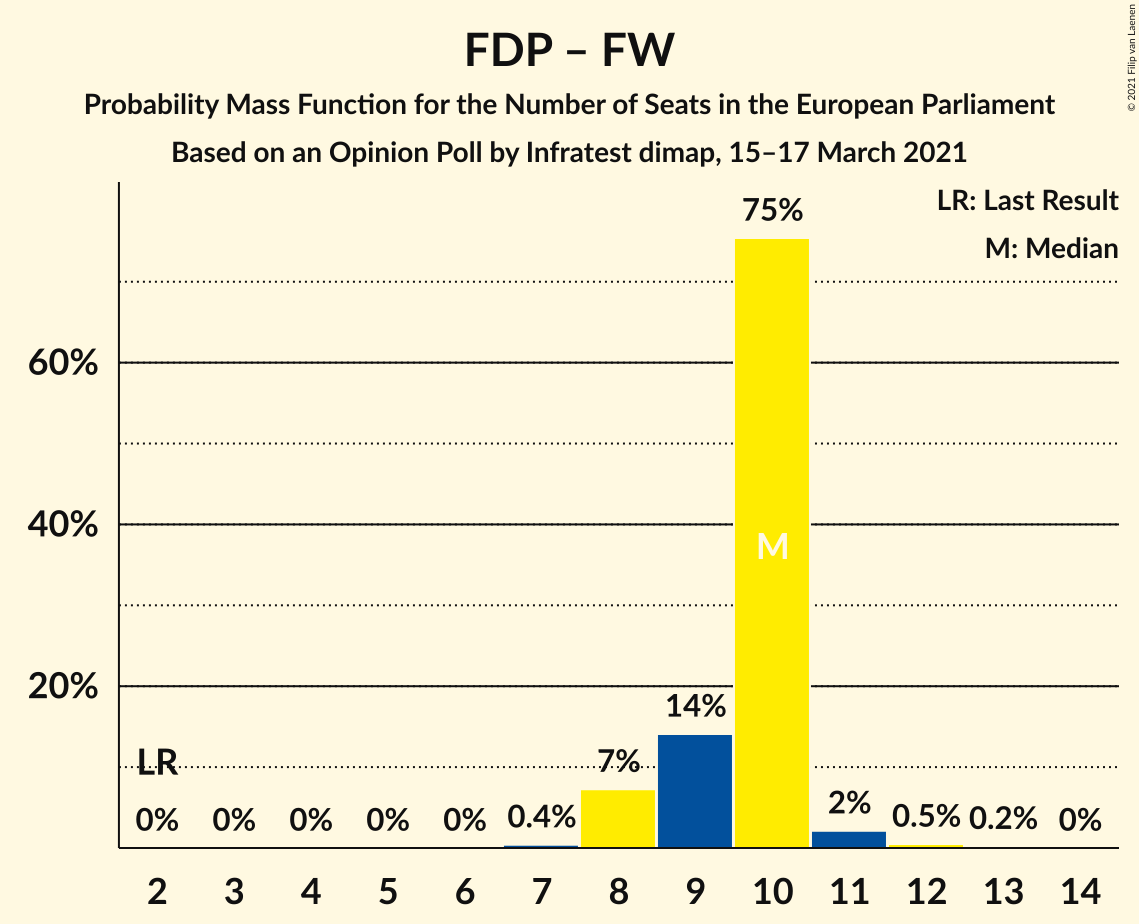 FDP – FW
Probability Mass Function for the Number of Seats in the European Parliament
Based on an Opinion Poll by Infratest dimap, 15–17 March 2021
© 2021 Filip van Laenen
LR: Last Result
M: Median
75%
60%
40%
M
20%
14%
LR
7%
0% 0% 0% 0% 0% 0.4% 2% 0.5% 0.2% 0%
2 3 4 5 6 7 8 9 10 11 12 13 14